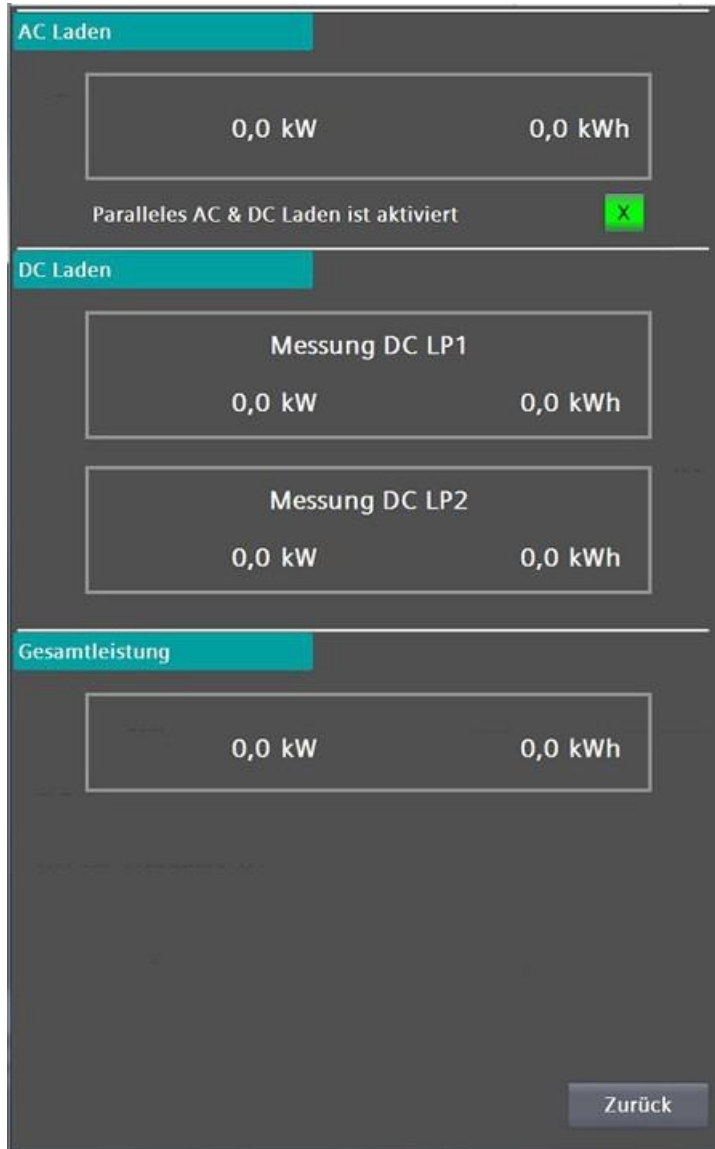 AC Laden
0,0 kW 0,0 kWh
Paralleles AC & DC Laden ist aktiviert X
DC Laden
Messung DC LP1
0,0 kW 0,0 kWh
Messung DC LP2
0,0 kW 0,0 kWh
Gesamtleistung
0,0 kW 0,0 kWh
Zurück